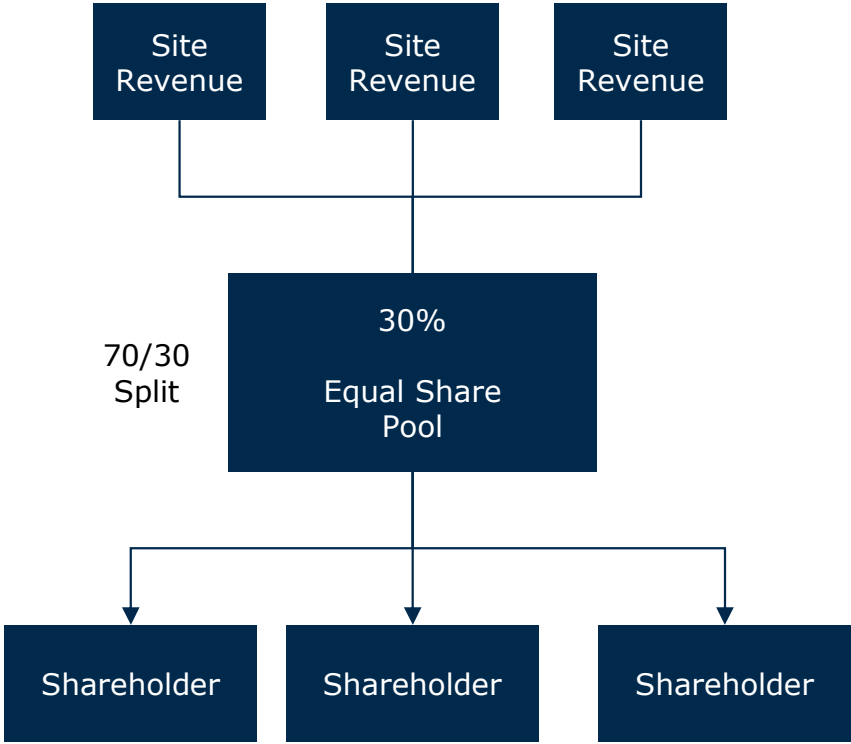 Site
Revenue
Site
Revenue
Site
Revenue
70/30
Split
30%
Equal Share
Pool
Shareholder
Shareholder
Shareholder